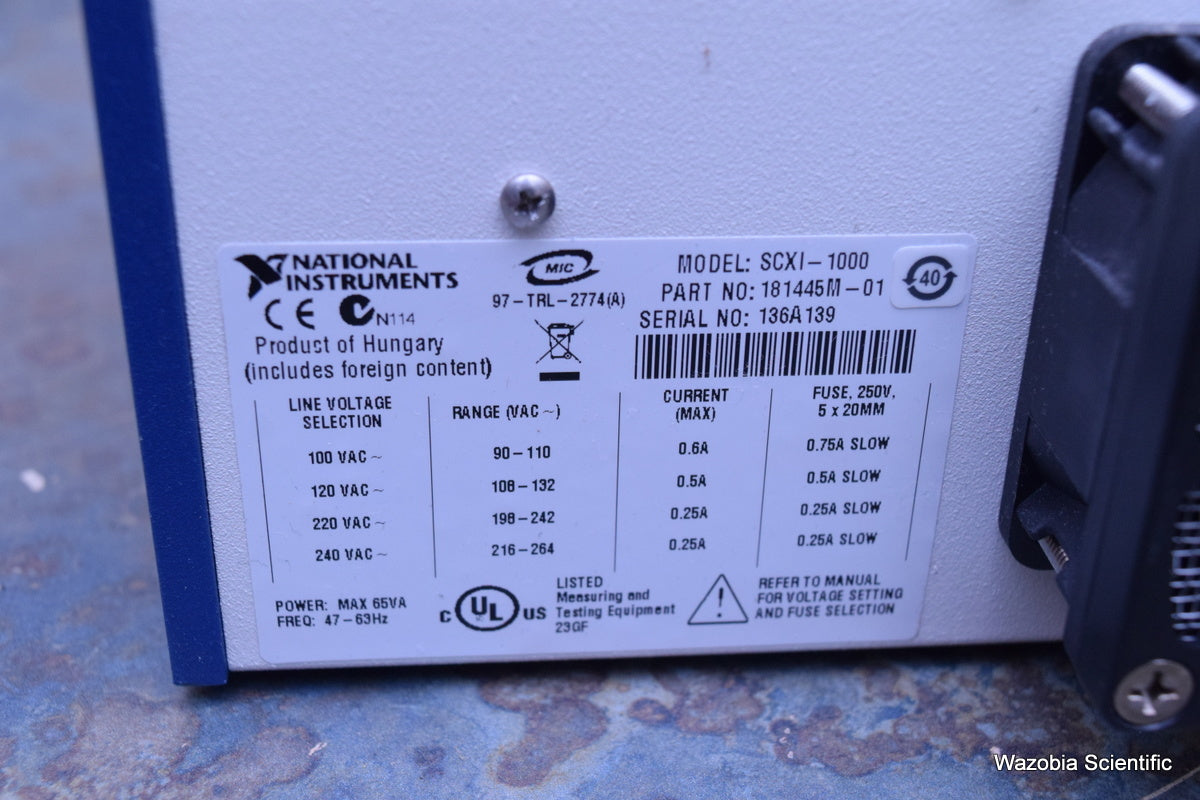 NATIONAL
INSTRUMENTS
CE N114
Product of Hungary
(includes foreign content)
MIC
97-TRL-2774(A)
MODEL: SCXI-1000
PART NO: 181445M-01
SERIAL NO: 136A139
40
LINE VOLTAGE
SELECTION
RANGE (VAC ~)
CURRENT
(MAX)
FUSE, 250V,
5 x 20MM
100 VAC ~ 90-110 0.6A 0.75A SLOW
120 VAC ~ 108-132 0.5A 0.5A SLOW
220 VAC ~ 198-242 0.25A 0.25A SLOW
240 VAC ~ 216-264 0.25A 0.25A SLOW
POWER: MAX 65VA
FREQ: 47-63Hz
C UL US
LISTED
Measuring and
Testing Equipment
23GF
REFER TO MANUAL
FOR VOLTAGE SETTING
AND FUSE SELECTION
Wazobia Scientific